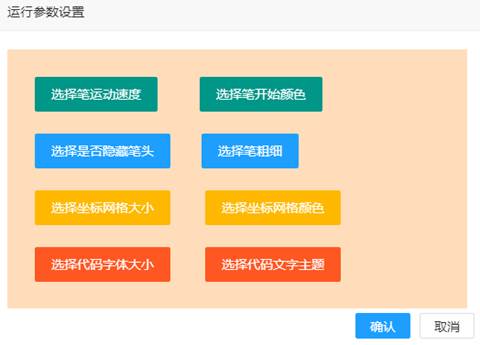 运行参数设置
选择笔运动速度 选择笔开始颜色
选择是否隐藏笔头 选择笔粗细
选择坐标网格大小 选择坐标网格颜色
选择代码字体大小 选择代码文字主题
确认 取消